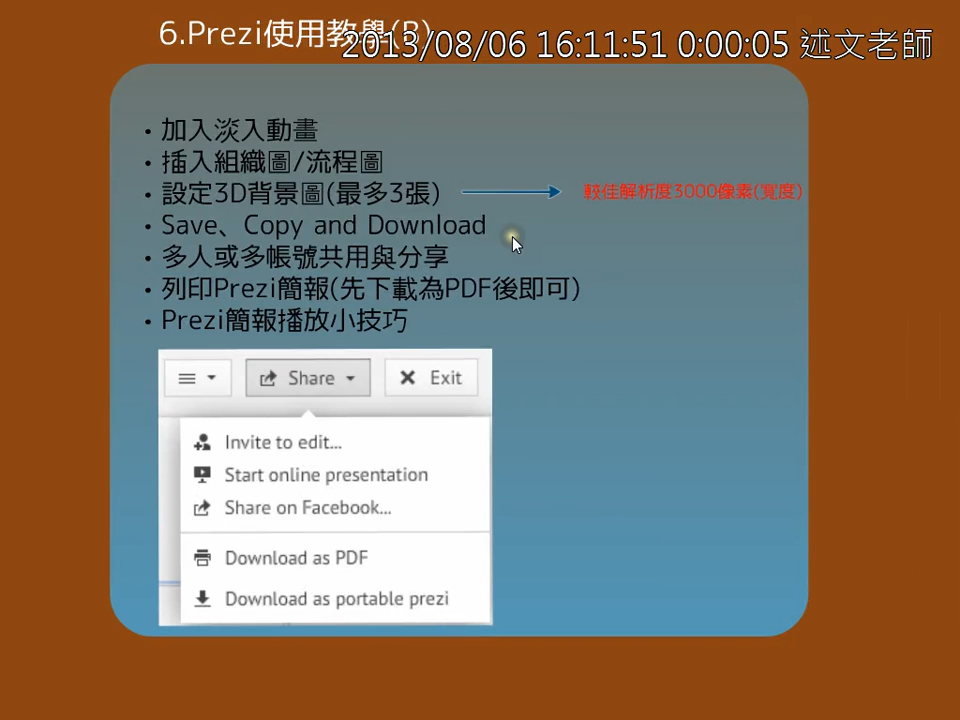 6.Prezi使用教學(B)
2013/08/06 16:11:51 0:00:05 述文老師
• 加入淡入動畫
• 插入組織圖/流程圖
• 設定3D背景圖(最多3張)
較佳解析度3000像素(寬度)
• Save、Copy and Download
• 多人或多帳號共用與分享
• 列印Prezi簡報(先下載為PDF後即可)
• Prezi簡報播放小技巧
Share
Exit
Invite to edit...
Start online presentation
Share on Facebook...
Download as PDF
Download as portable prezi